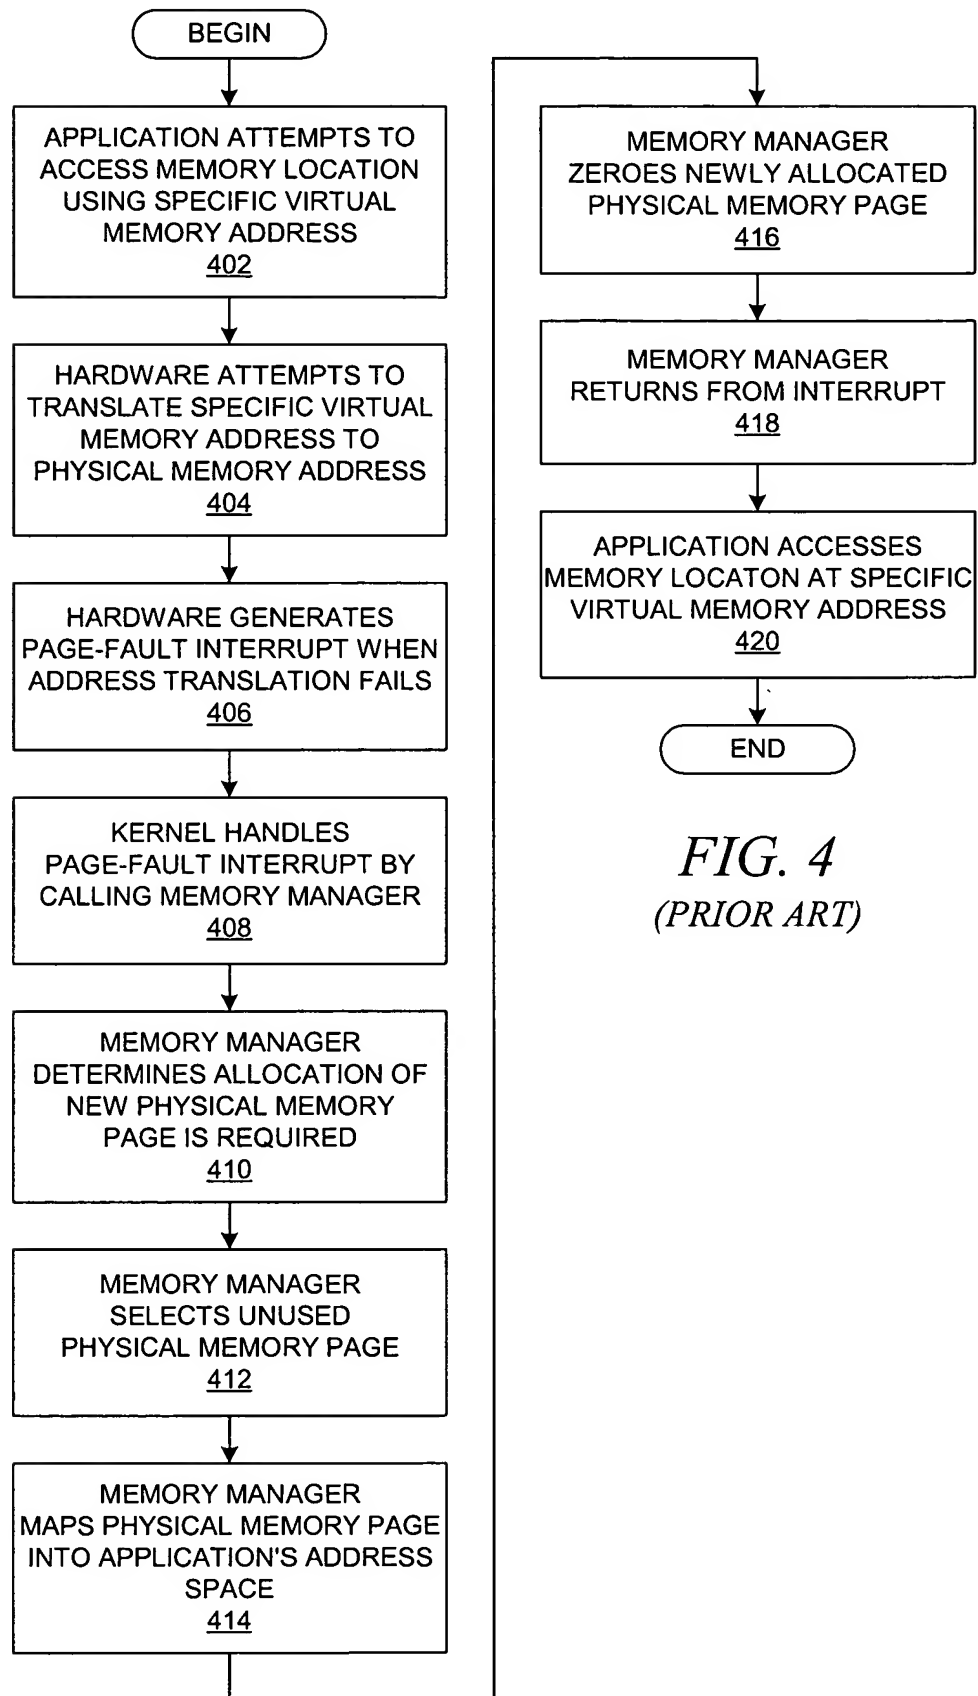 BEGIN
APPLICATION ATTEMPTS TO
ACCESS MEMORY LOCATION
USING SPECIFIC VIRTUAL
MEMORY ADDRESS
402
HARDWARE ATTEMPTS TO
TRANSLATE SPECIFIC VIRTUAL
MEMORY ADDRESS TO
PHYSICAL MEMORY ADDRESS
404
HARDWARE GENERATES
PAGE-FAULT INTERRUPT WHEN
ADDRESS TRANSLATION FAILS
406
KERNEL HANDLES
PAGE-FAULT INTERRUPT BY
CALLING MEMORY MANAGER
408
MEMORY MANAGER
DETERMINES ALLOCATION OF
NEW PHYSICAL MEMORY
PAGE IS REQUIRED
410
MEMORY MANAGER
SELECTS UNUSED
PHYSICAL MEMORY PAGE
412
MEMORY MANAGER
MAPS PHYSICAL MEMORY PAGE
INTO APPLICATION'S ADDRESS
SPACE
414
MEMORY MANAGER
ZEROES NEWLY ALLOCATED
PHYSICAL MEMORY PAGE
416
MEMORY MANAGER
RETURNS FROM INTERRUPT
418
APPLICATION ACCESSES
MEMORY LOCATON AT SPECIFIC
VIRTUAL MEMORY ADDRESS
420
END
FIG. 4
(PRIOR ART)